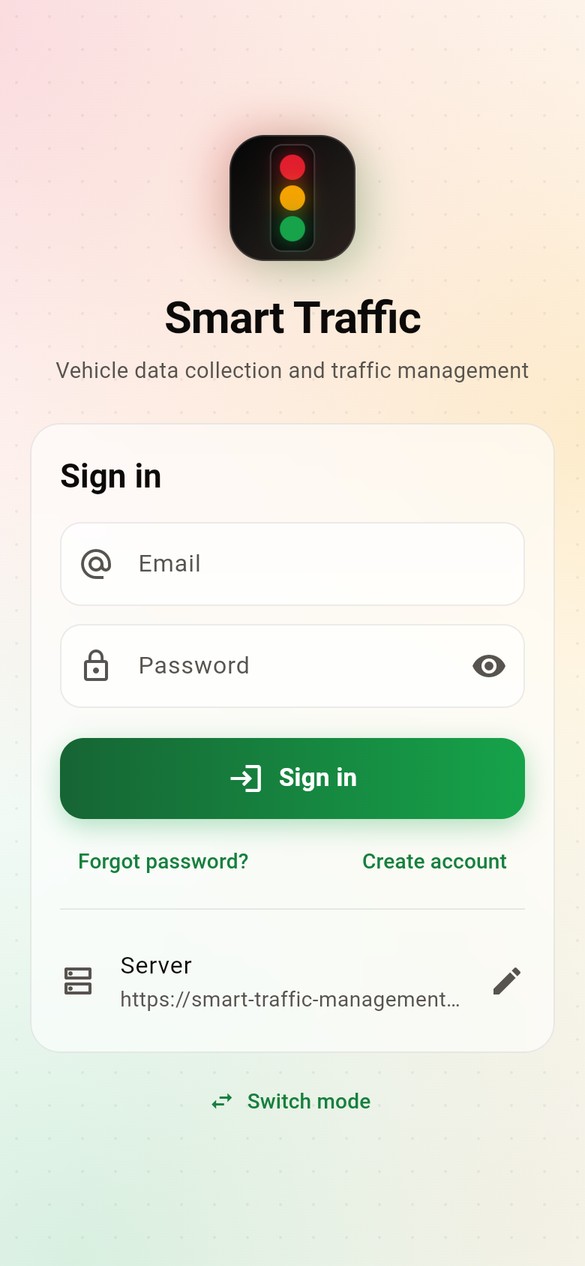 Smart Traffic
Vehicle data collection and traffic management
Sign in
Email
Password
Sign in
Forgot password?
Create account
Server
https://smart-traffic-management…
Switch mode